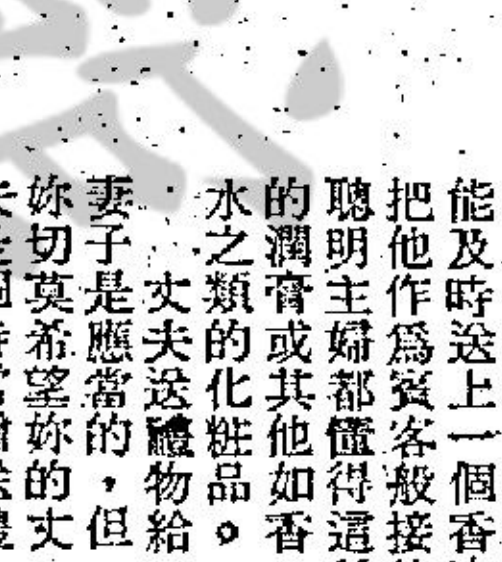 能及時送上一個香
把他作爲賓客般接
聰明主婦都懂得這
的潤膏或其他如香
水之類的化粧品。
丈夫送禮物給
妻子是應當的，但
妳切莫希望妳的丈